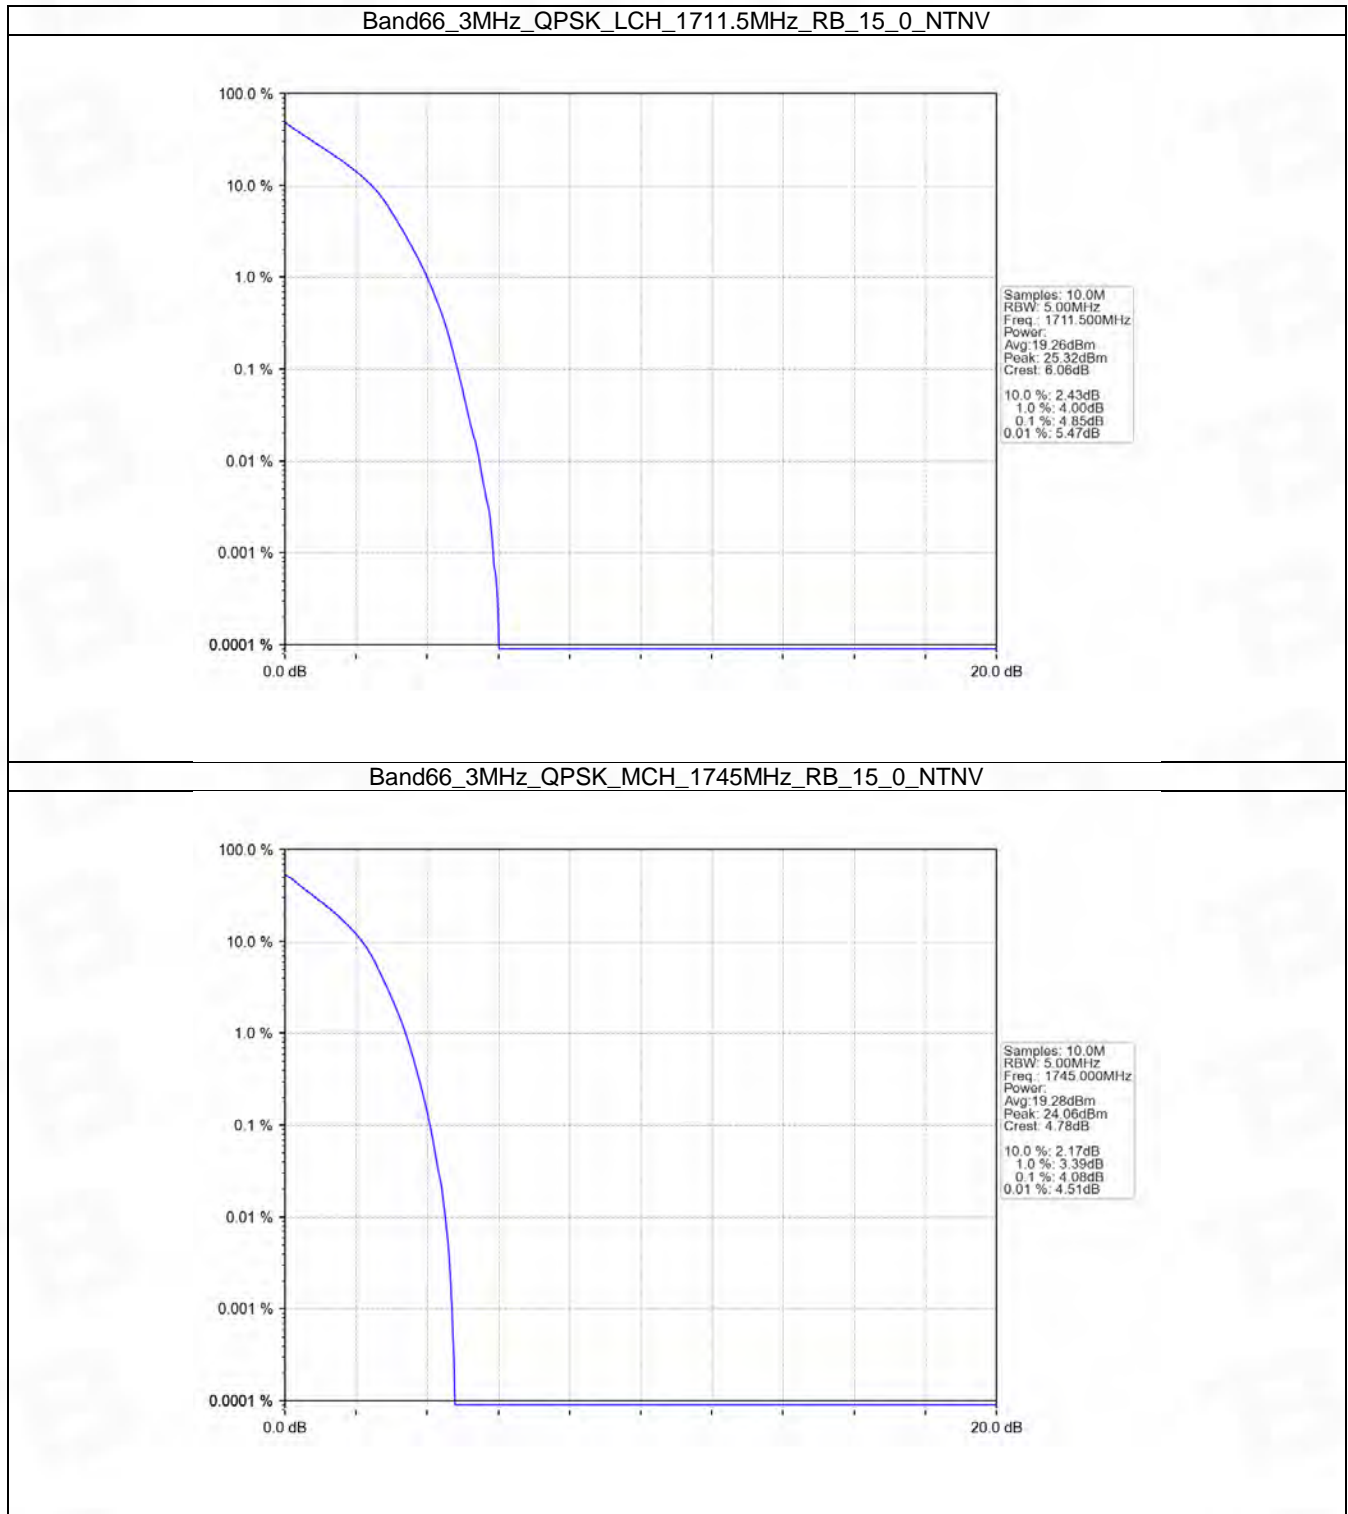 Band66_3MHz_QPSK_LCH_1711.5MHz_RB_15_0_NTNV
100.0 %
10.0 %
1.0 %
0.1 %
0.01 %
0.001 %
0.0001 %
0.0 dB
20.0 dB
Samples: 10.0M
RBW: 5.00MHz
Freq.: 1711.500MHz
Power:
Avg:19.26dBm
Peak: 25.32dBm
Crest: 6.06dB
10.0 %: 2.43dB
1.0 %: 4.00dB
0.1 %: 4.85dB
0.01 %: 5.47dB
Band66_3MHz_QPSK_MCH_1745MHz_RB_15_0_NTNV
100.0 %
10.0 %
1.0 %
0.1 %
0.01 %
0.001 %
0.0001 %
0.0 dB
20.0 dB
Samples: 10.0M
RBW: 5.00MHz
Freq.: 1745.000MHz
Power:
Avg:19.28dBm
Peak: 24.06dBm
Crest: 4.78dB
10.0 %: 2.17dB
1.0 %: 3.39dB
0.1 %: 4.08dB
0.01 %: 4.51dB